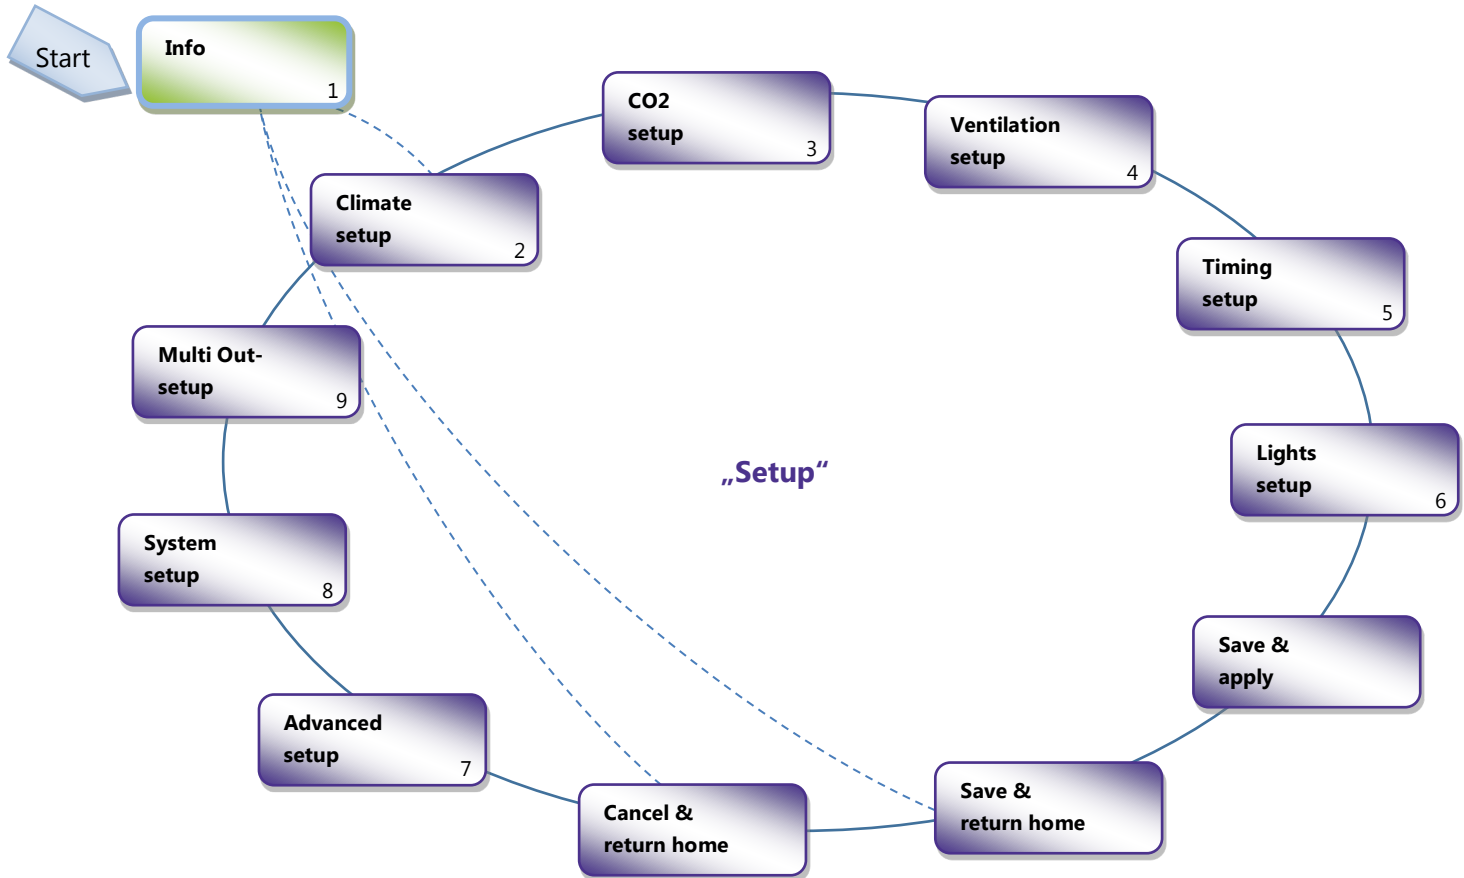 Start
Info
1
CO2
setup
3
Ventilation
setup
4
Climate
setup
2
Timing
setup
5
Multi Out-
setup
9
„Setup“
Lights
setup
6
System
setup
8
Save &
apply
Advanced
setup
7
Cancel &
return home
Save &
return home